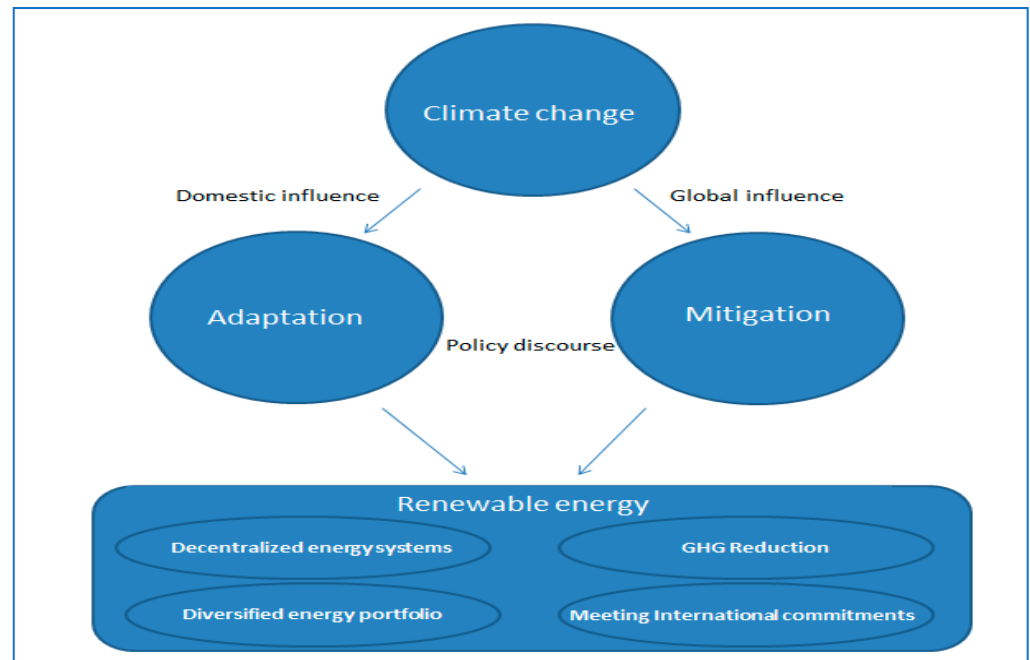 Climate change
Domestic influence
Global influence
Adaptation
Mitigation
Policy discourse
Renewable energy
Decentralized energy systems
GHG Reduction
Diversified energy portfolio
Meeting International commitments